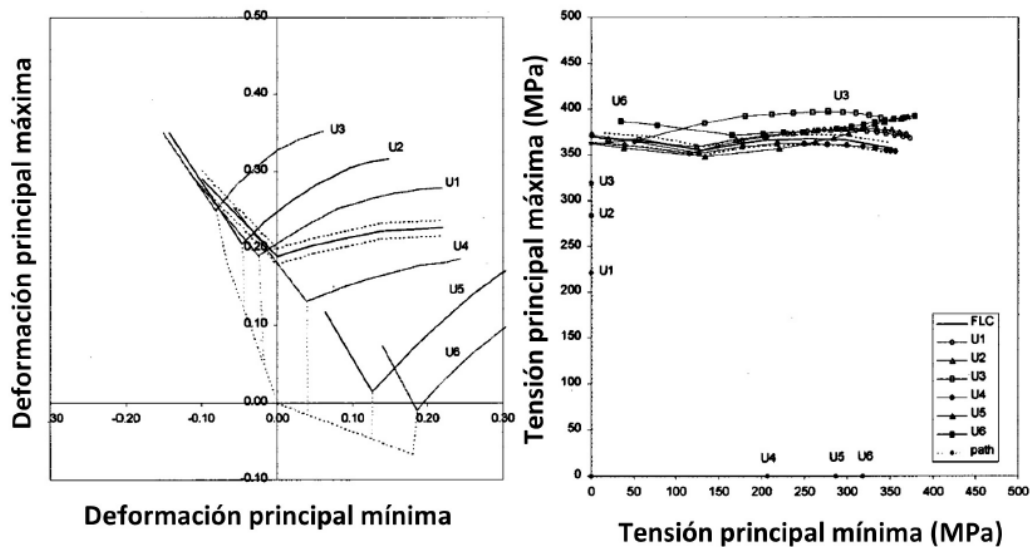 Deformación principal máxima
0.50
0.40
0.30
0.20
0.10
0.00
-0.10
.30
-0.20
-0.10
0.00
0.10
0.20
0.30
U3
U2
U1
U4
U5
U6
Deformación principal mínima
Tensión principal máxima (MPa)
500
450
400
350
300
250
200
150
100
50
0
U6
U3
U3
U2
U1
U4
U5
U6
FLC
U1
U2
U3
U4
U5
U6
path
0
50
100
150
200
250
300
350
400
450
500
Tensión principal mínima (MPa)